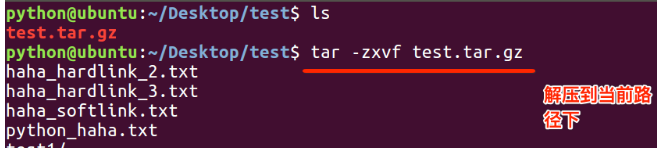 python@ubuntu:~/Desktop/test$ ls
test.tar.gz
python@ubuntu:~/Desktop/test$ tar -zxvf test.tar.gz
haha_hardlink_2.txt
haha_hardlink_3.txt
haha_softlink.txt
python_haha.txt
解压到当前路
径下